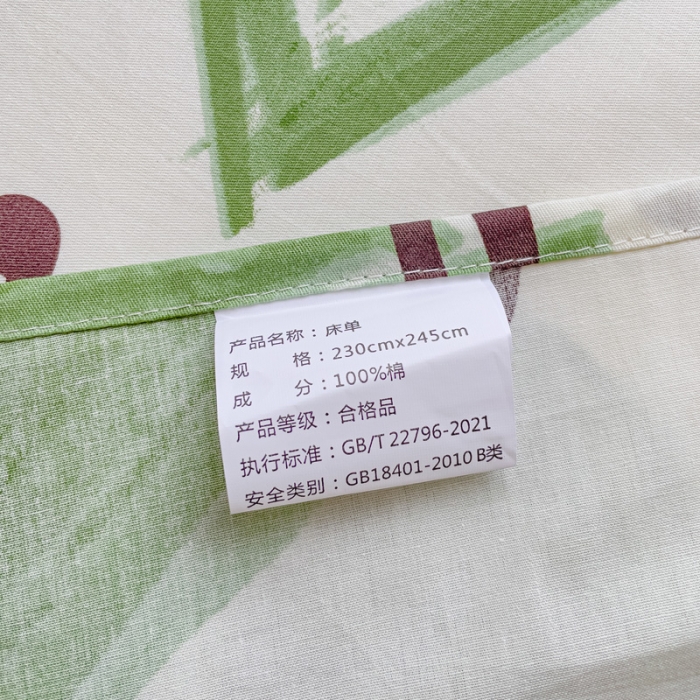 产品名称：床单
规 格：230cmx245cm
成 分：100%棉
产品等级：合格品
执行标准：GB/T 22796-2021
安全类别：GB18401-2010 B类